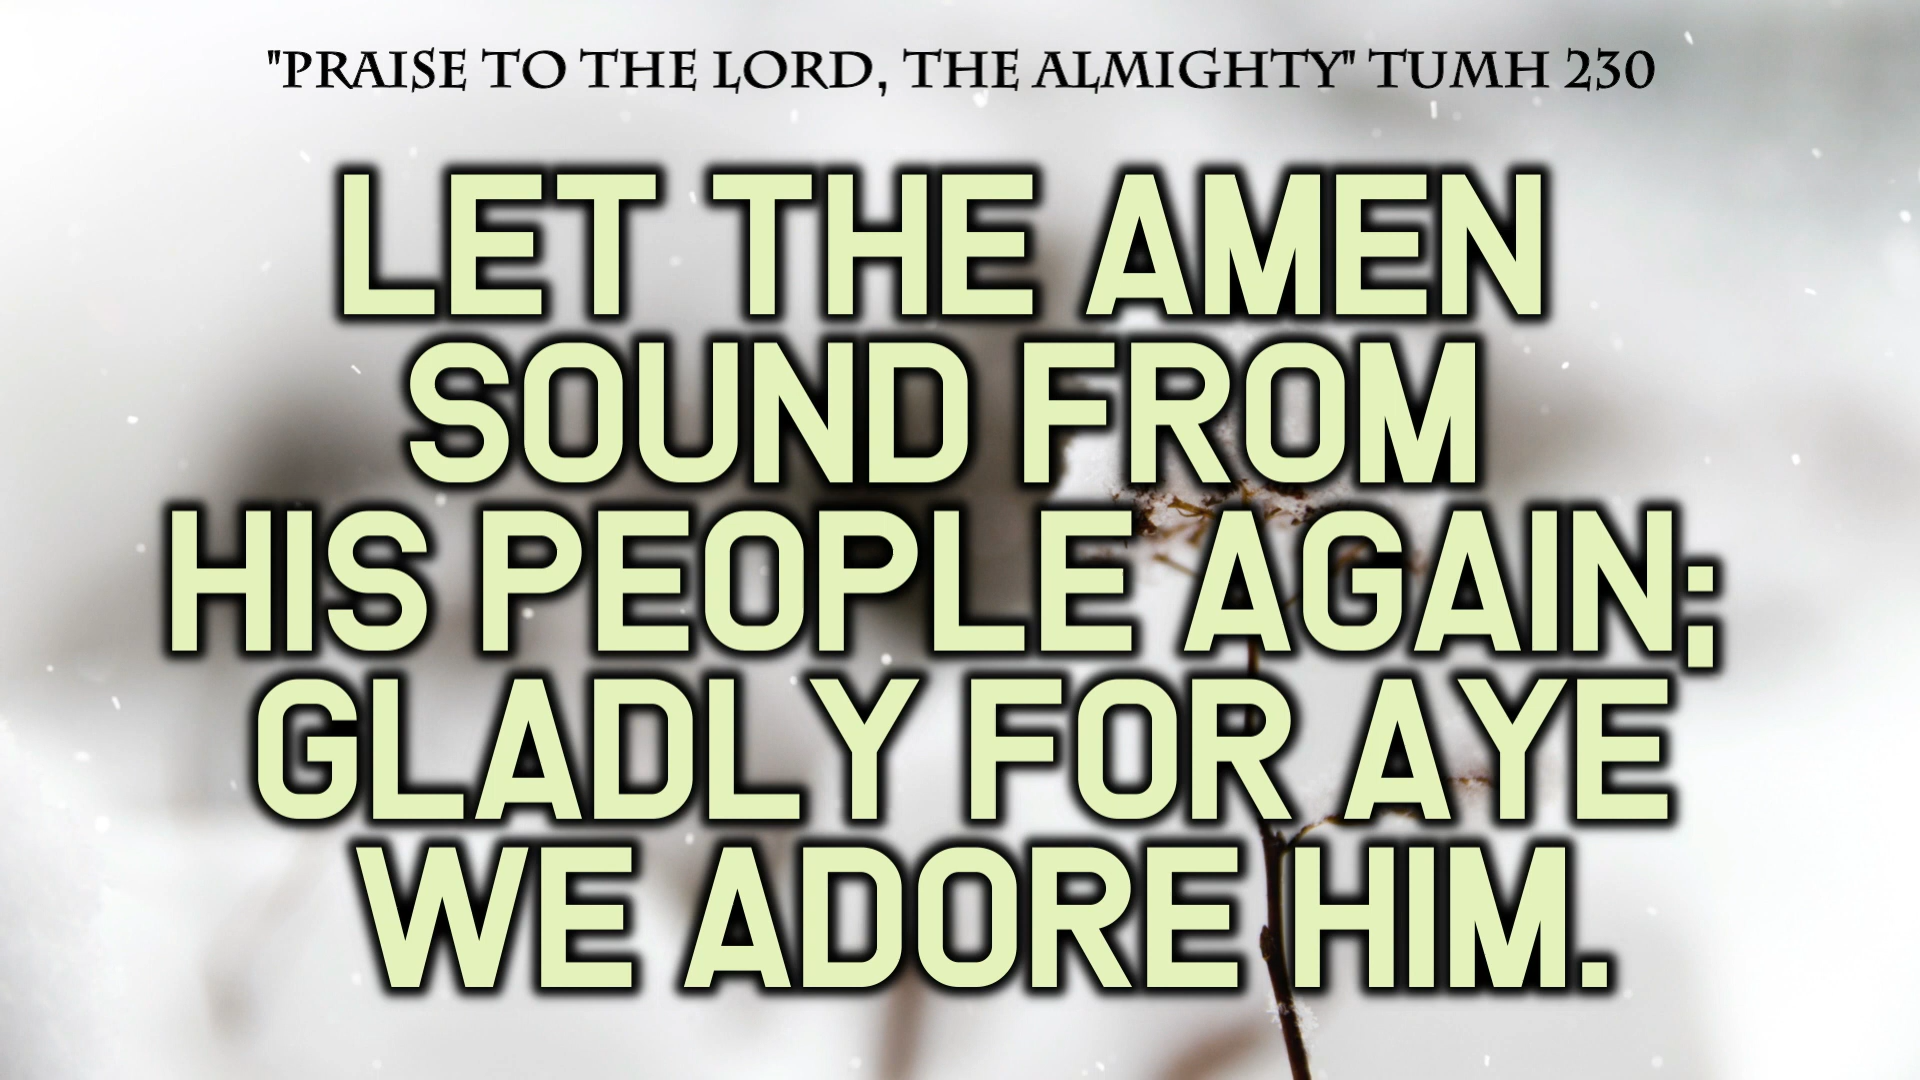 "PRAISE TO THE LORD, THE ALMIGHTY" TUMH 230
LET THE AMEN
SOUND FROM
HIS PEOPLE AGAIN;
GLADLY FOR AYE
WE ADORE HIM.